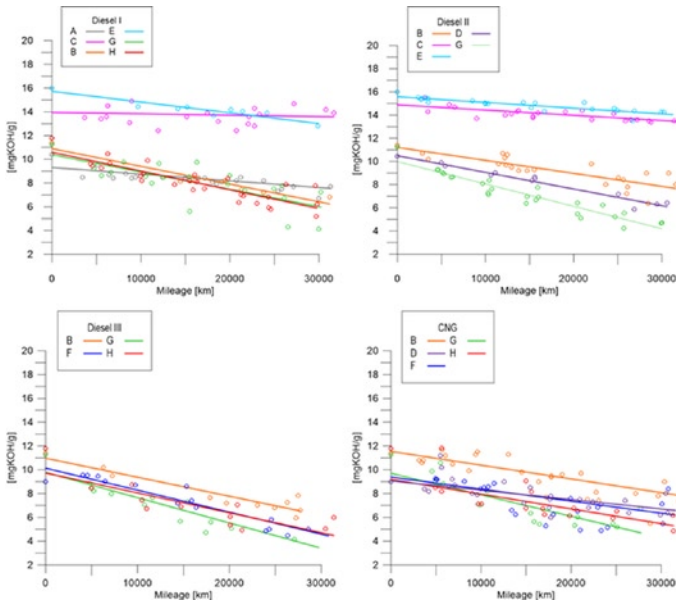 Diesel I
A E
C G
B H
[mgKOH/g]
20
18
16
14
12
10
8
6
4
2
0 10000 20000 30000
Mileage [km]
Diesel II
B D
C G
E
[mgKOH/g]
20
18
16
14
12
10
8
6
4
2
0 10000 20000 30000
Mileage [km]
Diesel III
B G
F H
[mgKOH/g]
20
18
16
14
12
10
8
6
4
2
0 10000 20000 30000
Mileage [km]
CNG
B G
D H
F
[mgKOH/g]
20
18
16
14
12
10
8
6
4
2
0 10000 20000 30000
Mileage [km]